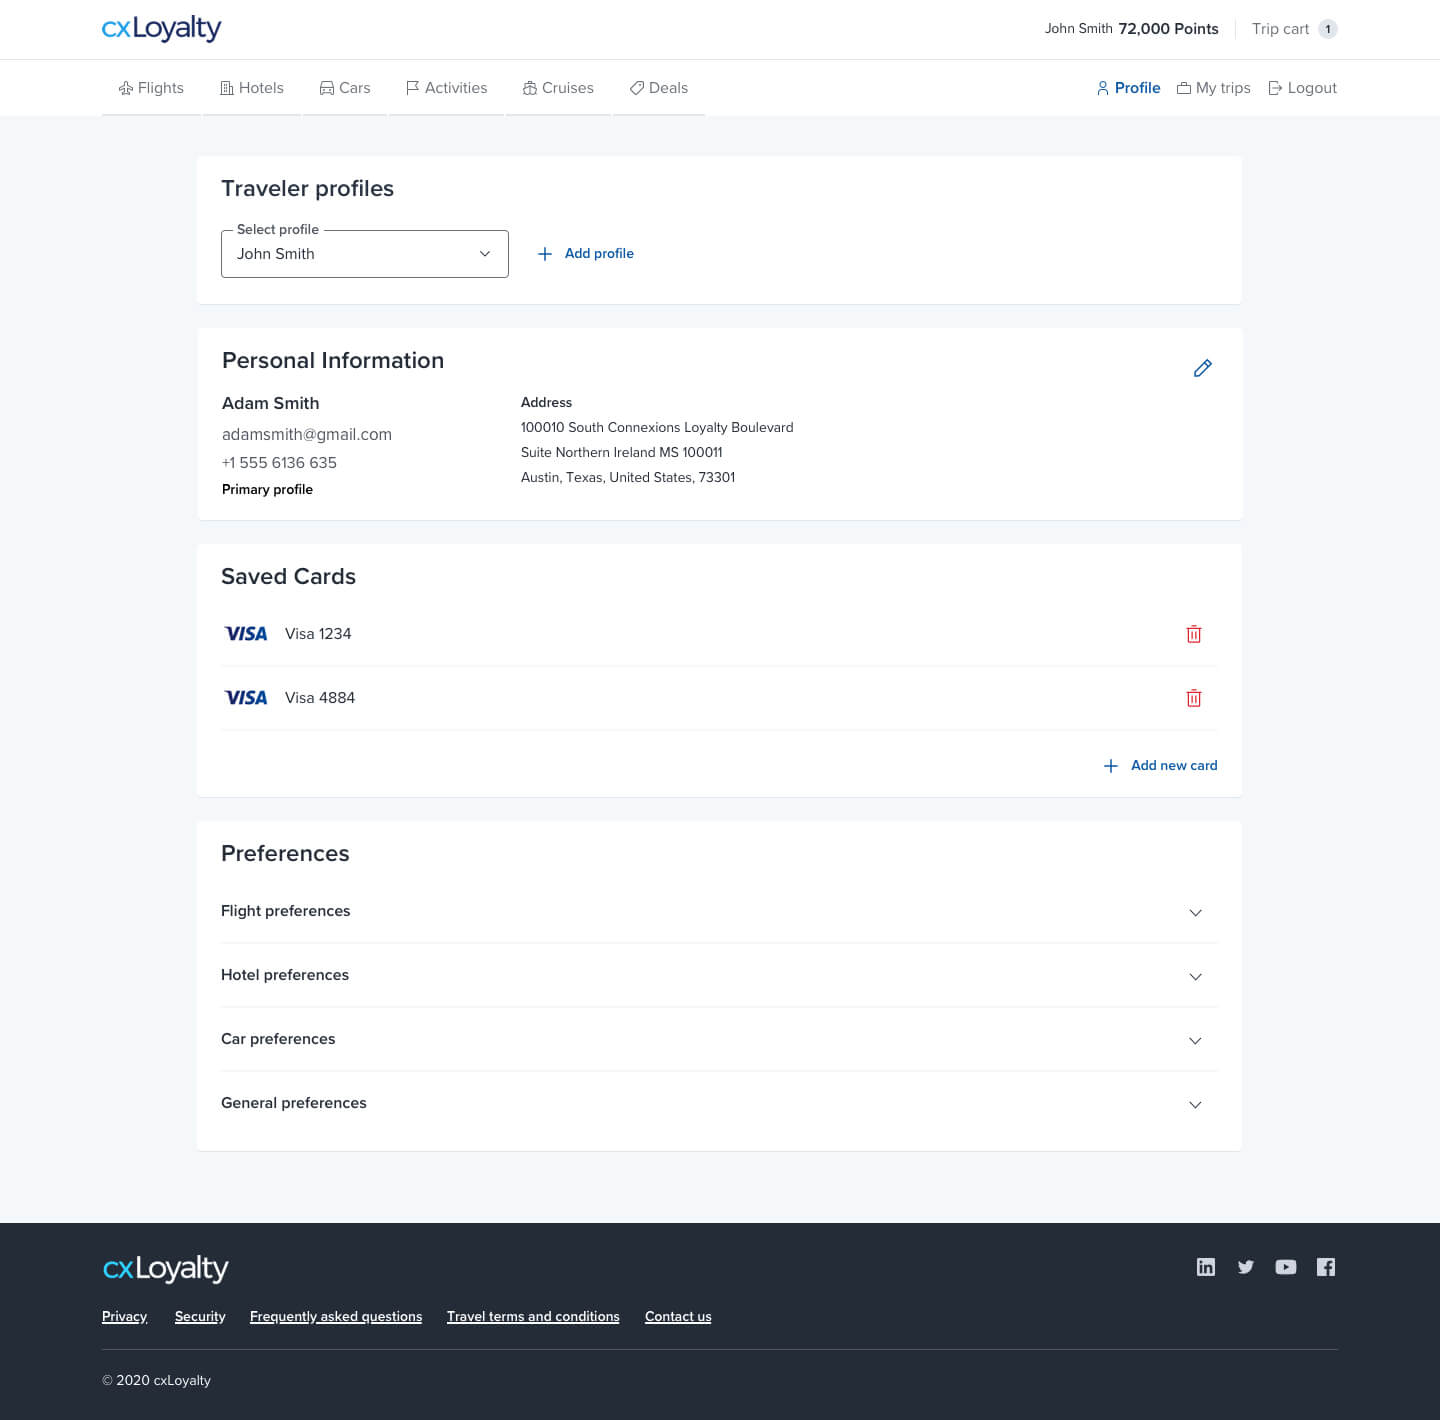 cxLoyalty
John Smith 72,000 Points
Trip cart 1
Flights
Hotels
Cars
Activities
Cruises
Deals
Profile
My trips
Logout
Traveler profiles
Select profile
John Smith
Add profile
Personal Information
Adam Smith
adamsmith@gmail.com
+1 555 6136 635
Primary profile
Address
100010 South Connexions Loyalty Boulevard
Suite Northern Ireland MS 100011
Austin, Texas, United States, 73301
Saved Cards
VISA Visa 1234
VISA Visa 4884
Add new card
Preferences
Flight preferences
Hotel preferences
Car preferences
General preferences
cxLoyalty
in
Privacy
Security
Frequently asked questions
Travel terms and conditions
Contact us
© 2020 cxLoyalty